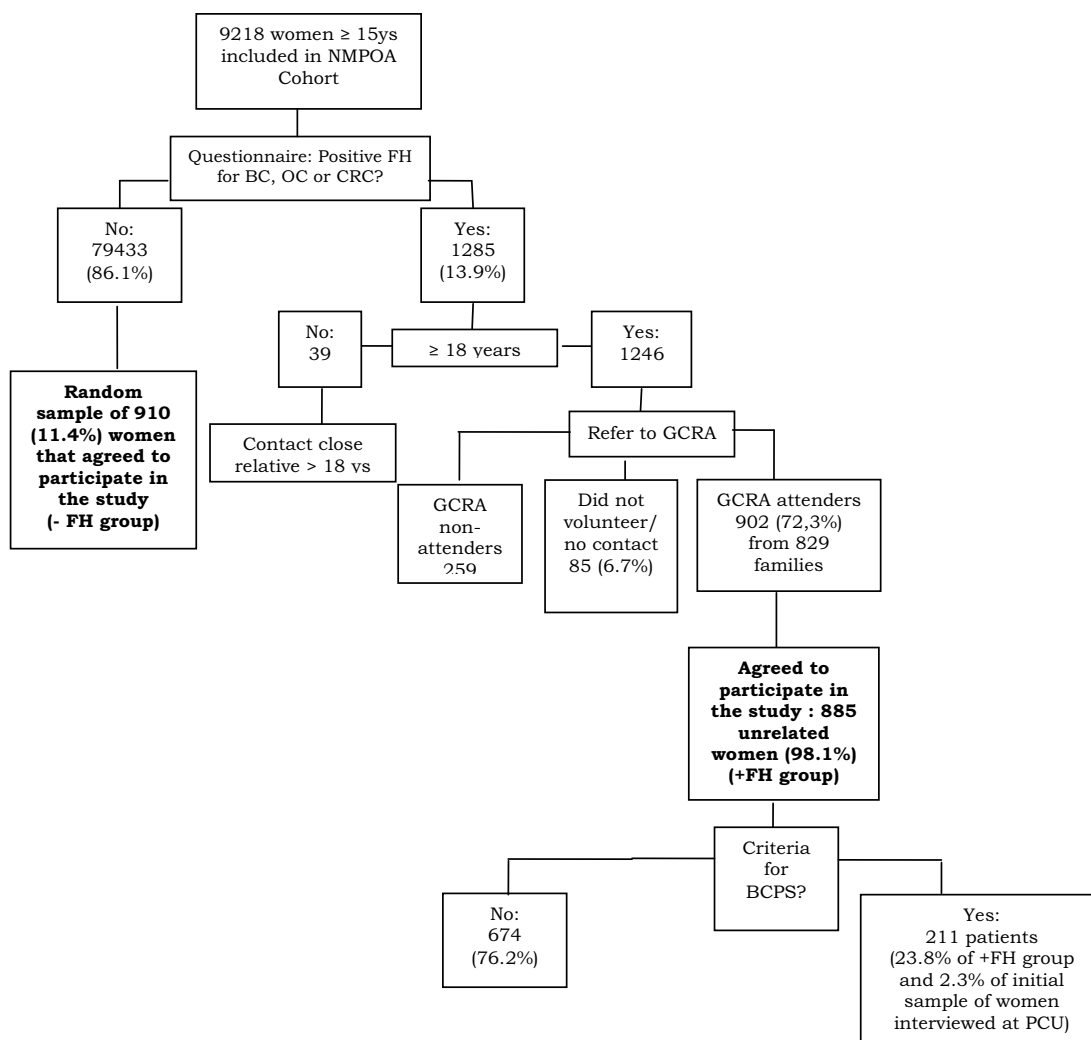 9218 women ≥ 15ys
included in NMPOA
Cohort
Questionnaire: Positive FH
for BC, OC or CRC?
No:
79433
(86.1%)
Yes:
1285
(13.9%)
No:
39
≥ 18 years
Yes:
1246
Random
sample of 910
(11.4%) women
that agreed to
participate in
the study
(- FH group)
Contact close
relative > 18 ys
Refer to GCRA
GCRA
non-
attenders
259
Did not
volunteer/
no contact
85 (6.7%)
GCRA attenders
902 (72,3%)
from 829
families
Agreed to
participate in
the study : 885
unrelated
women (98.1%)
(+FH group)
Criteria
for
BCPS?
No:
674
(76.2%)
Yes:
211 patients
(23.8% of +FH group
and 2.3% of initial
sample of women
interviewed at PCU)